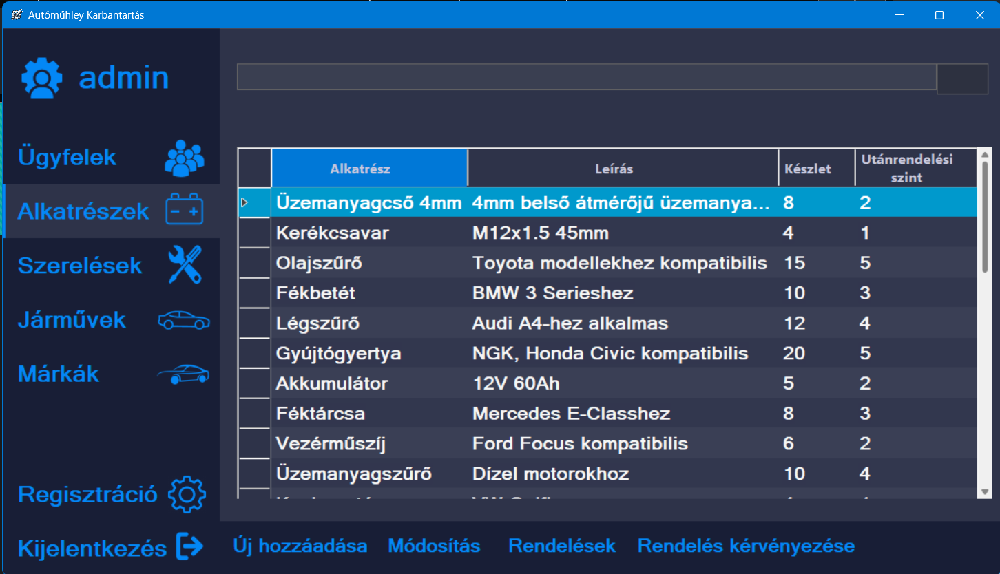 Autóműhley Karbantartás
admin
Ügyfelek
Alkatrészek
Szerelések
Járművek
Márkák
Regisztráció
Kijelentkezés
Alkatrész Leírás Készlet Utánrendelési szint
Üzemanyagcső 4mm 4mm belső átmérőjű üzemanya... 8 2
Kerékcsavar M12x1.5 45mm 4 1
Olajszűrő Toyota modellekhez kompatibilis 15 5
Fékbetét BMW 3 Serieshez 10 3
Légszűrő Audi A4-hez alkalmas 12 4
Gyújtógyertya NGK, Honda Civic kompatibilis 20 5
Akkumulátor 12V 60Ah 5 2
Féktárcsa Mercedes E-Classhez 8 3
Vezérműszíj Ford Focus kompatibilis 6 2
Üzemanyagszűrő Dízel motorokhoz 10 4
Új hozzáadása Módosítás Rendelések Rendelés kérvényezése